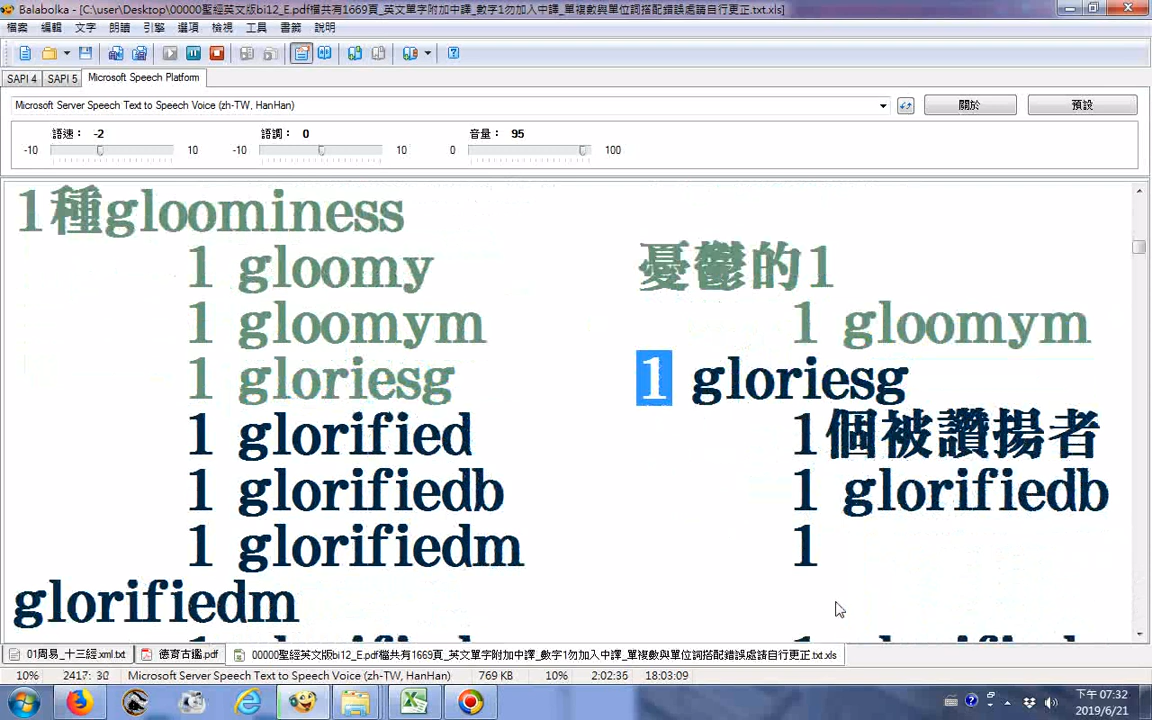 Balabolka - [C:\user\Desktop\00000聖經英文版bi12_E.pdf檔共有1669頁_英文單字附加中譯_數字1勿加入中譯_單複數與單位詞搭配錯誤處請自行更正.txt.xls]
檔案 編輯 文字 朗讀 引擎 選項 檢視 工具 書籤 說明
SAPI 4 SAPI 5 Microsoft Speech Platform
Microsoft Server Speech Text to Speech Voice (zh-TW, HanHan) 關於 預設
語速： -2 語調： 0 音量： 95
-10 10 -10 10 0 100
1種gloominess
1 gloomy 憂鬱的1
1 gloomym 1 gloomym
1 gloriesg 1 gloriesg
1 glorified 1個被讚揚者
1 glorifiedb 1 glorifiedb
1 glorifiedm 1
glorifiedm
01周易_十三經.xml.txt 德育古鑑.pdf 00000聖經英文版bi12_E.pdf檔共有1669頁_英文單字附加中譯_數字1勿加入中譯_單複數與單位詞搭配錯誤處請自行更正.txt.xls
10% 2417: 30 Microsoft Server Speech Text to Speech Voice (zh-TW, HanHan) 769 KB 10% 2:02:36 18:03:09
下午 07:32
2019/6/21